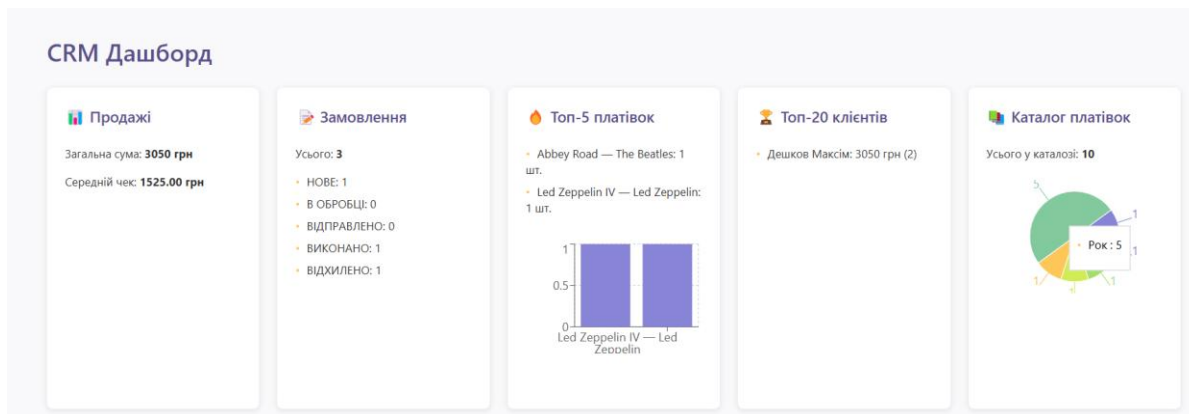 CRM Дашборд
Продажі
Загальна сума: 3050 грн
Середній чек: 1525.00 грн
Замовлення
Усього: 3
НОВЕ: 1
В ОБРОБЦІ: 0
ВІДПРАВЛЕНО: 0
ВИКОНАНО: 1
ВІДХИЛЕНО: 1
Топ-5 платівок
Abbey Road — The Beatles: 1
шт.
Led Zeppelin IV — Led Zeppelin:
1 шт.
1
0.5
0
Led Zeppelin IV — Led
Zeppelin
Топ-20 клієнтів
Дешков Максім: 3050 грн (2)
Каталог платівок
Усього у каталозі: 10
5
1
Рок : 5
1
1
1